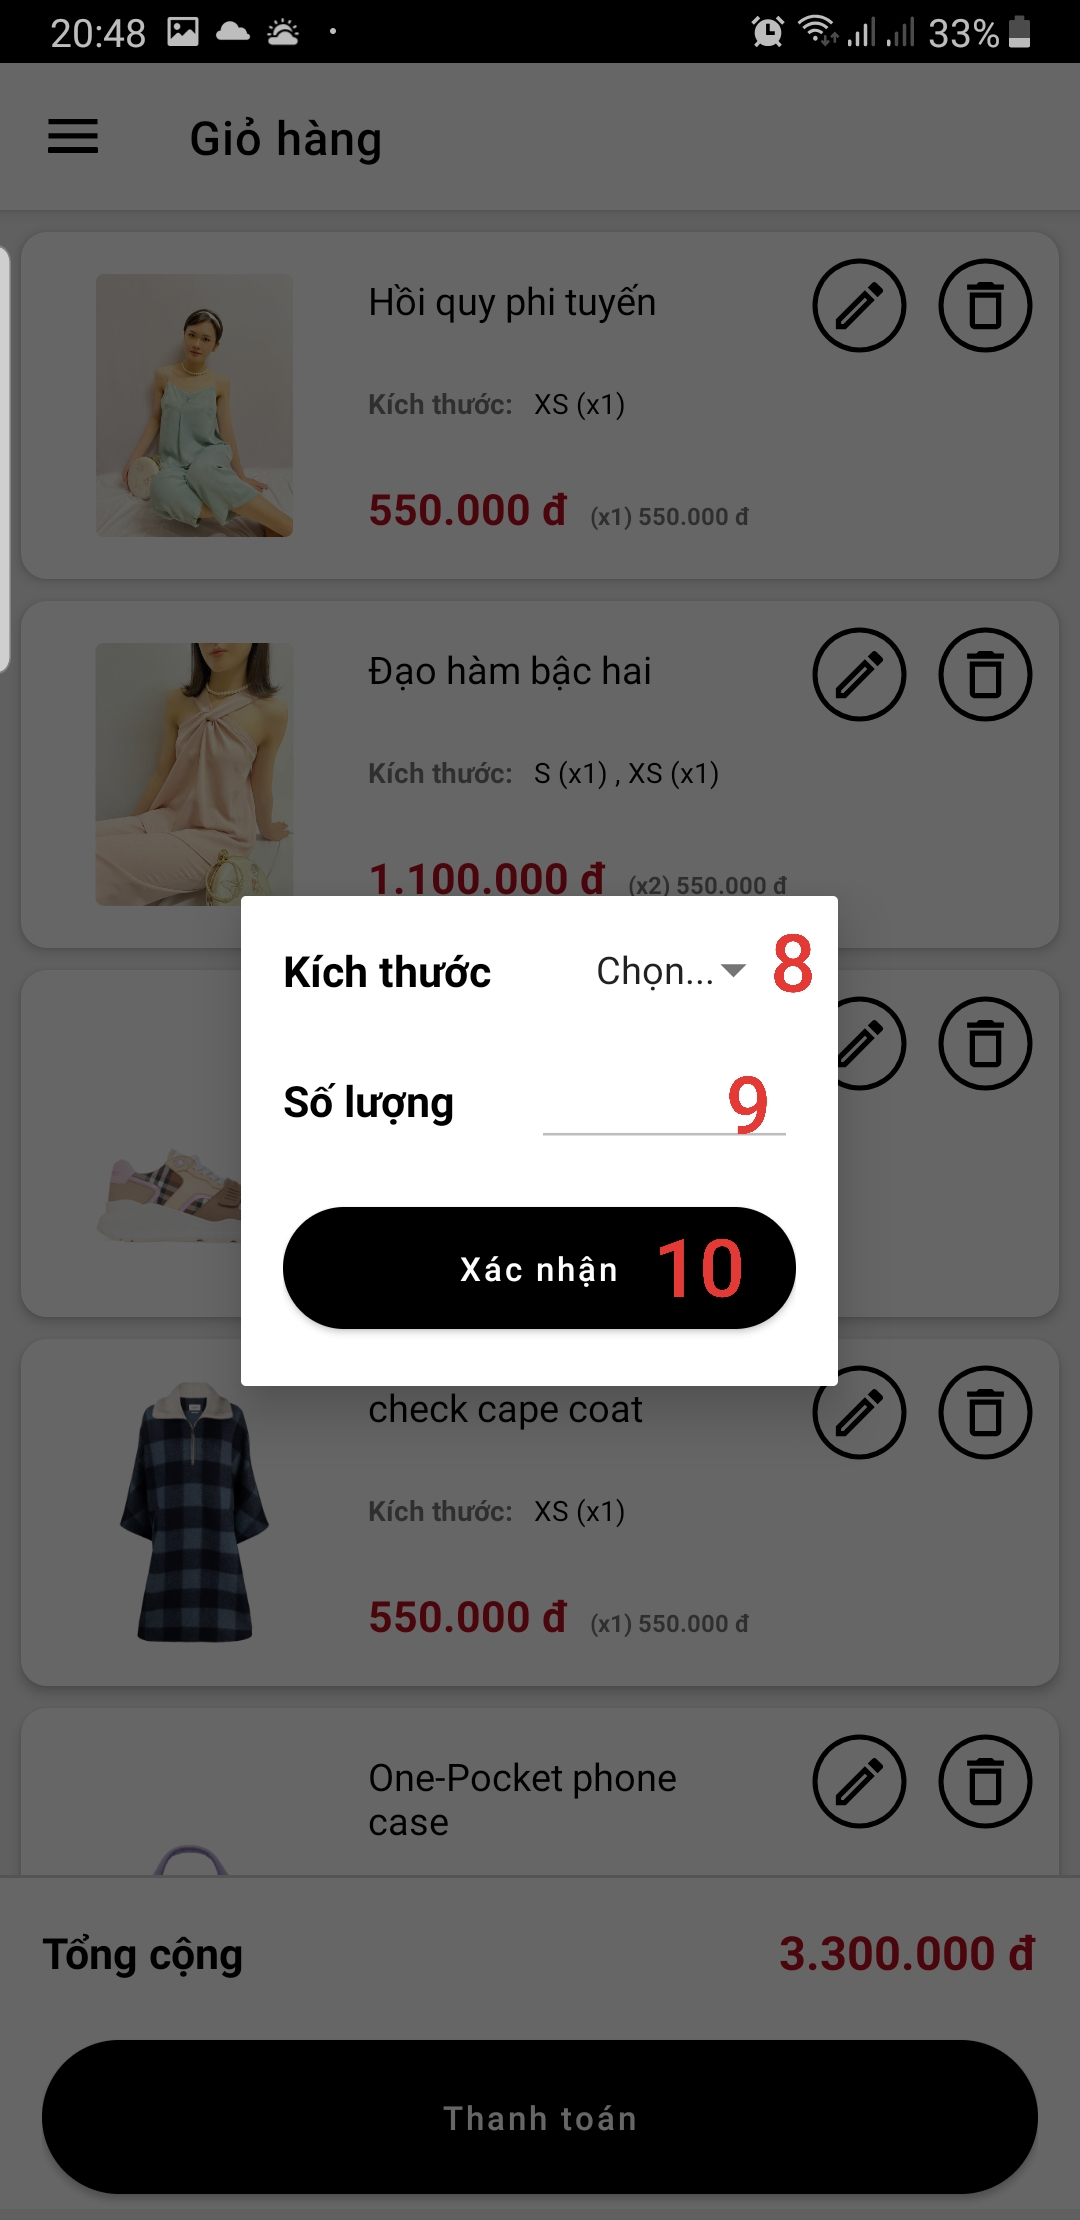 20:48 33%
Giỏ hàng
Hồi quy phi tuyến
Kích thước: XS (x1)
550.000 đ (x1) 550.000 đ
Đạo hàm bậc hai
Kích thước: S (x1) , XS (x1)
1.100.000 đ (x2) 550.000 đ
Kích thước Chọn... 8
Số lượng 9
Xác nhận 10
check cape coat
Kích thước: XS (x1)
550.000 đ (x1) 550.000 đ
One-Pocket phone
case
Tổng cộng 3.300.000 đ
Thanh toán